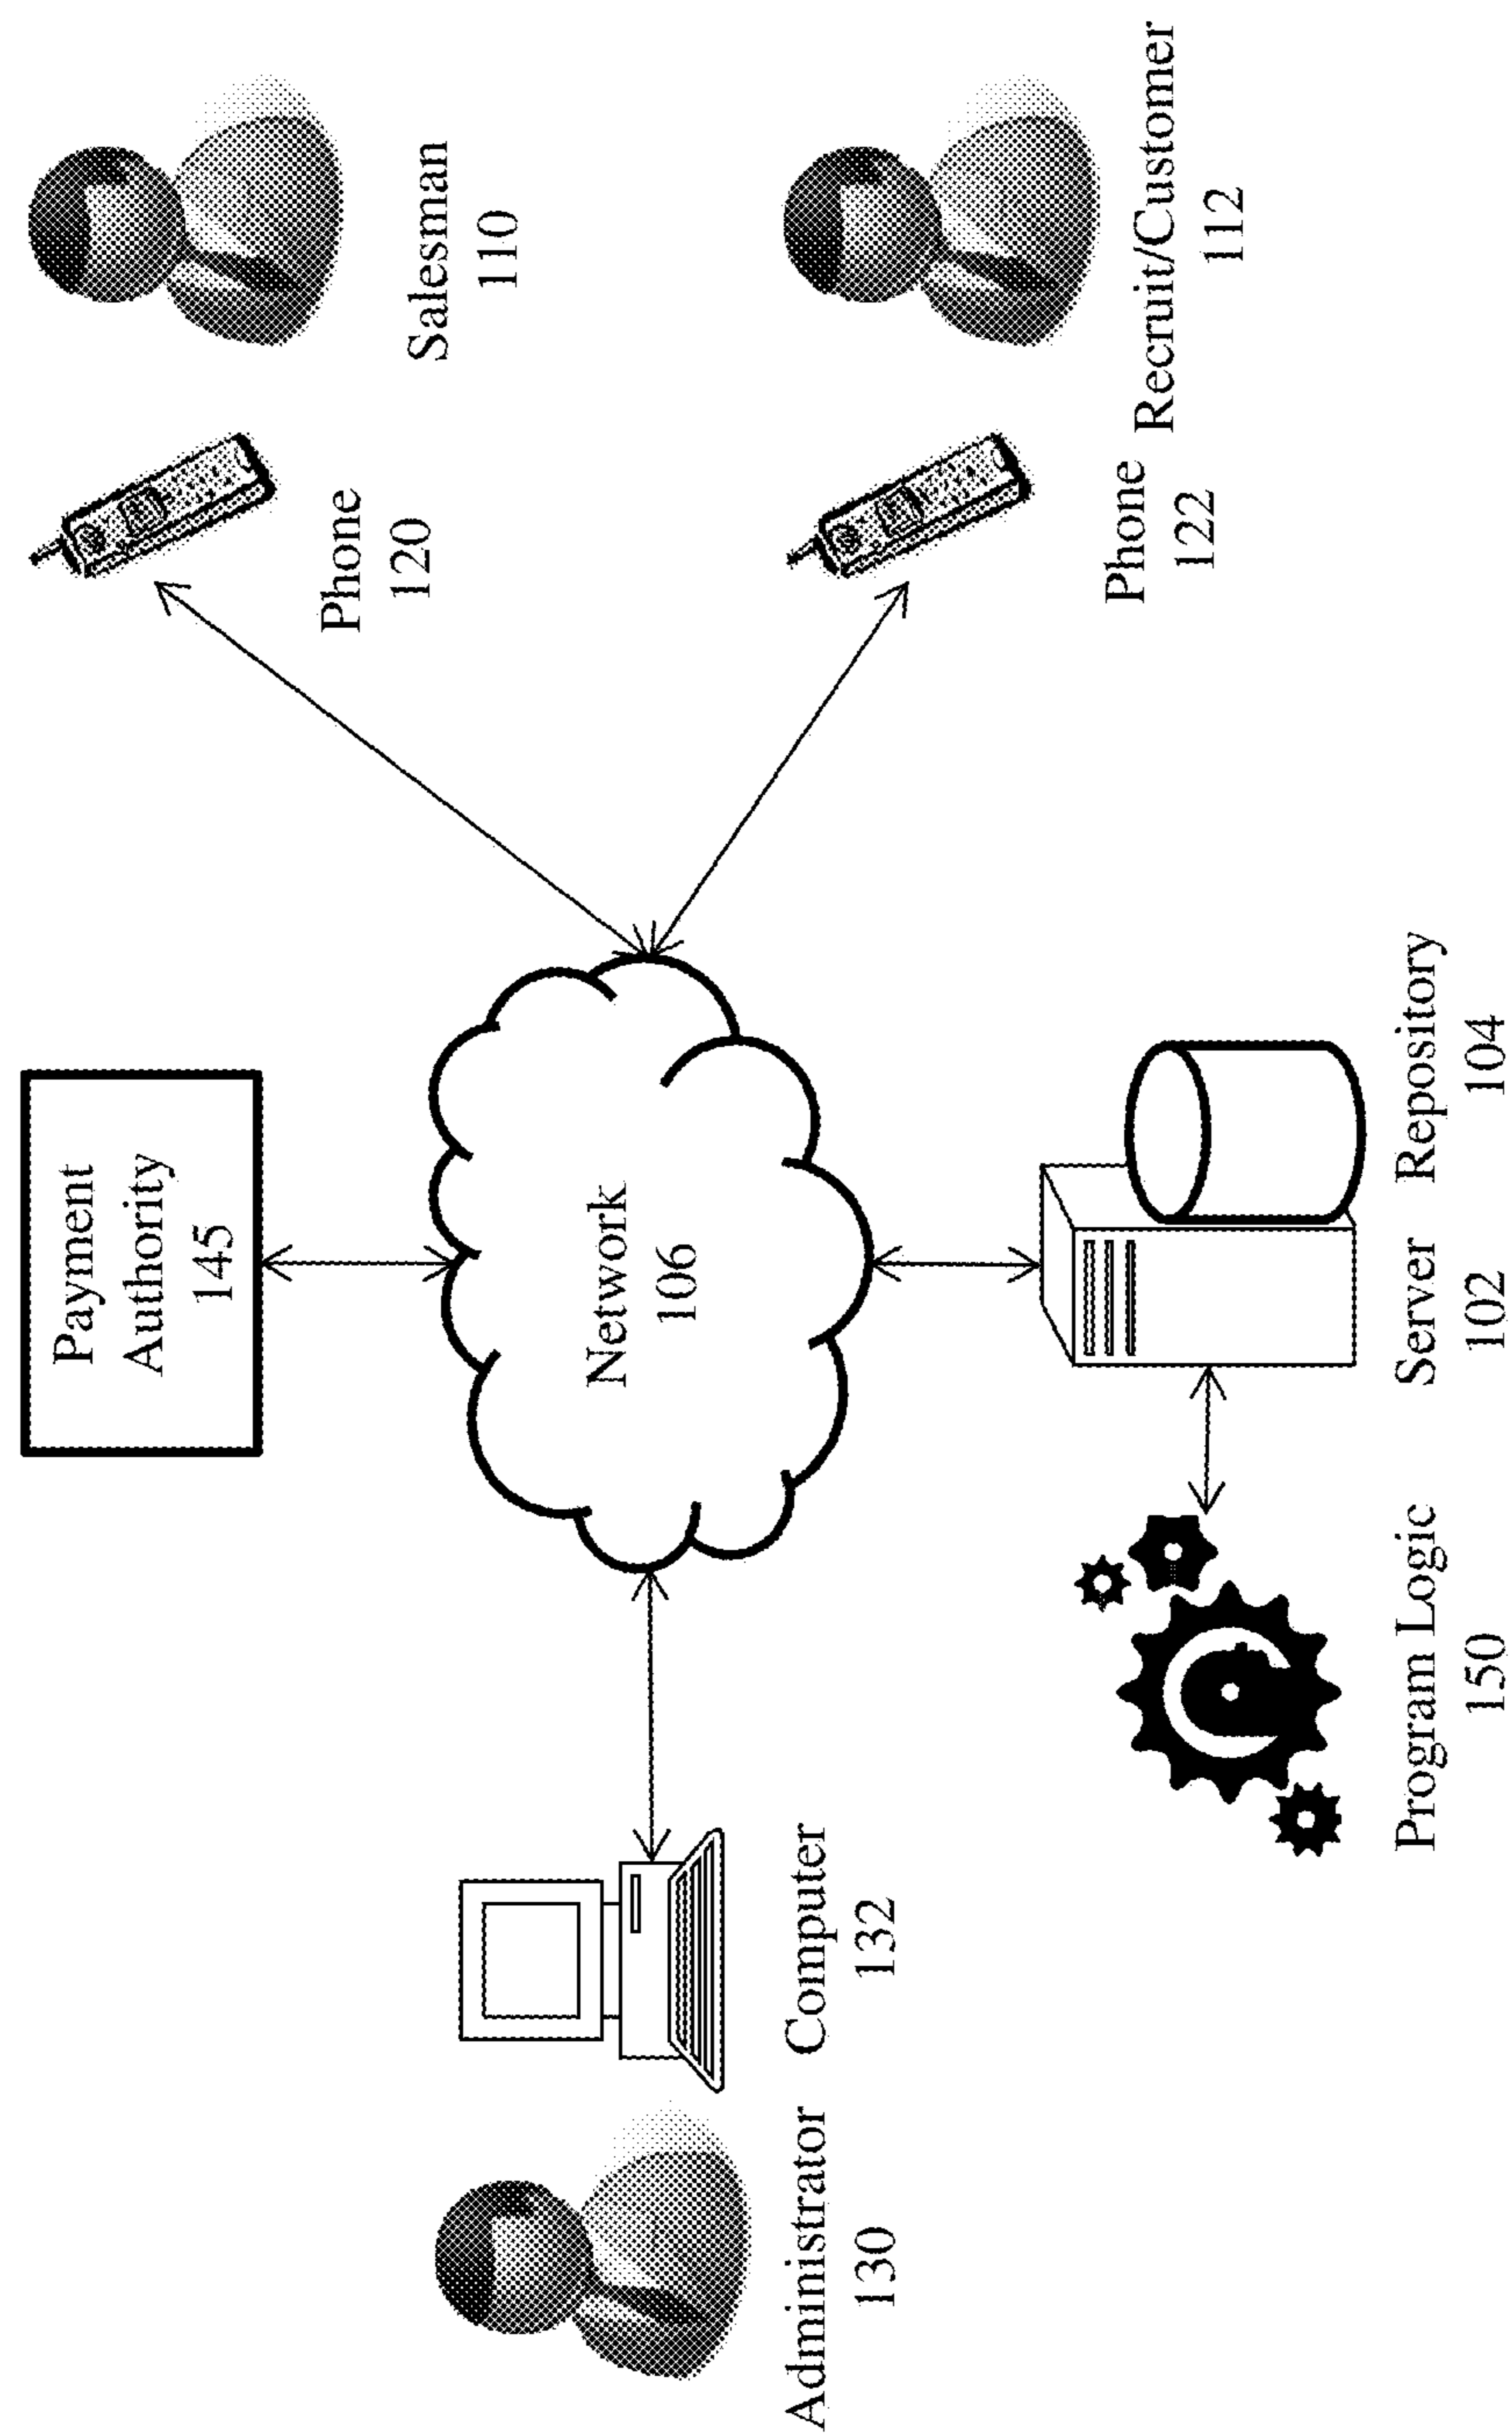 Payment
Authority
145
Salesman
110
Phone
120
Network
106
Administrator
130
Computer
132
Phone
122
Recruit/Customer
112
Program Logic
150
Server
102
Repository
104